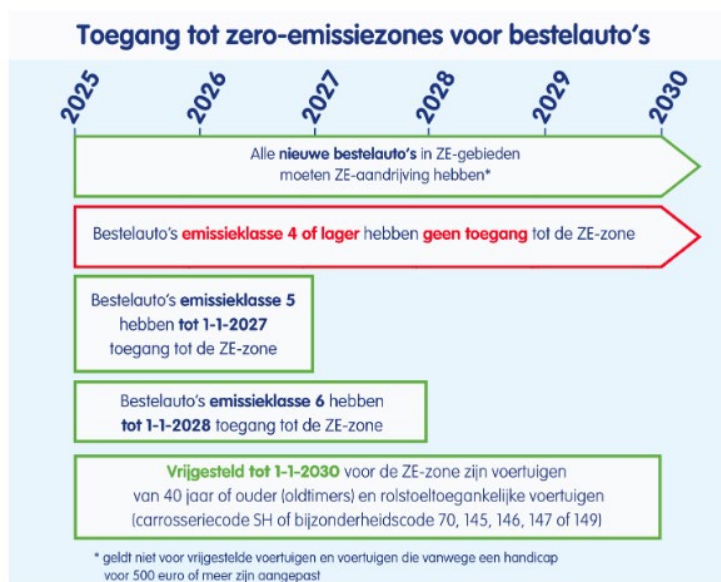 Toegang tot zero-emissiezones voor bestelauto's
2025 2026 2027 2028 2029 2030
Alle nieuwe bestelauto's in ZE-gebieden
moeten ZE-aandrijving hebben*
Bestelauto's emissieklasse 4 of lager hebben geen toegang tot de ZE-zone
Bestelauto's emissieklasse 5
hebben tot 1-1-2027
toegang tot de ZE-zone
Bestelauto's emissieklasse 6 hebben
tot 1-1-2028 toegang tot de ZE-zone
Vrijgesteld tot 1-1-2030 voor de ZE-zone zijn voertuigen
van 40 jaar of ouder (oldtimers) en rolstoeltoegankelijke voertuigen
(carrosseriecode SH of bijzonderheidscode 70, 145, 146, 147 of 149)
* geldt niet voor vrijgestelde voertuigen en voertuigen die vanwege een handicap
voor 500 euro of meer zijn aangepast